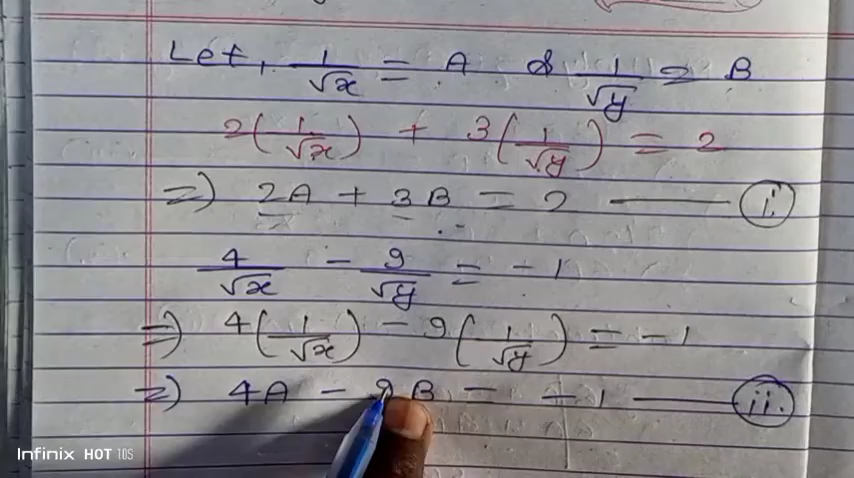 Let, 1/√x = A & 1/√y = B
2(1/√x) + 3(1/√y) = 2
=) 2A + 3B = 2 —— (i)
4/√x - 9/√y = -1
=) 4(1/√x) - 9(1/√y) = -1
=) 4A - 9B = -1 —— (ii)
Infinix HOT 10S